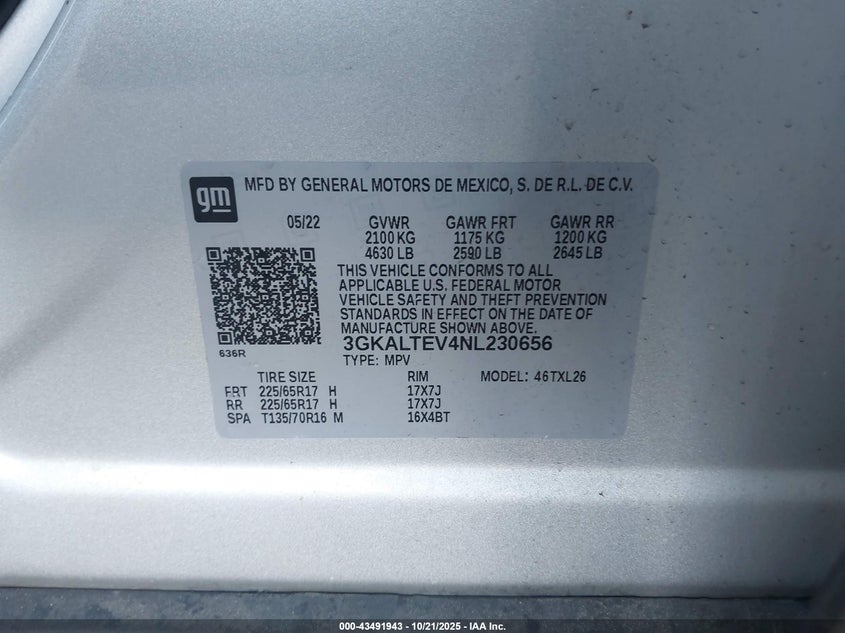 gm
MFD BY GENERAL MOTORS DE MEXICO, S. DE R.L. DE C.V.
05/22 GVWR GAWR FRT GAWR RR
2100 KG 1175 KG 1200 KG
4630 LB 2590 LB 2645 LB
THIS VEHICLE CONFORMS TO ALL
APPLICABLE U.S. FEDERAL MOTOR
VEHICLE SAFETY AND THEFT PREVENTION
STANDARDS IN EFFECT ON THE DATE OF
MANUFACTURE SHOWN ABOVE.
636R
3GKALTEV4NL230656
TYPE: MPV
TIRE SIZE RIM MODEL: 46TXL26
FRT 225/65R17 H 17X7J
RR 225/65R17 H 17X7J
SPA T135/70R16 M 16X4BT
000-43491943 - 10/21/2025 - IAA Inc.